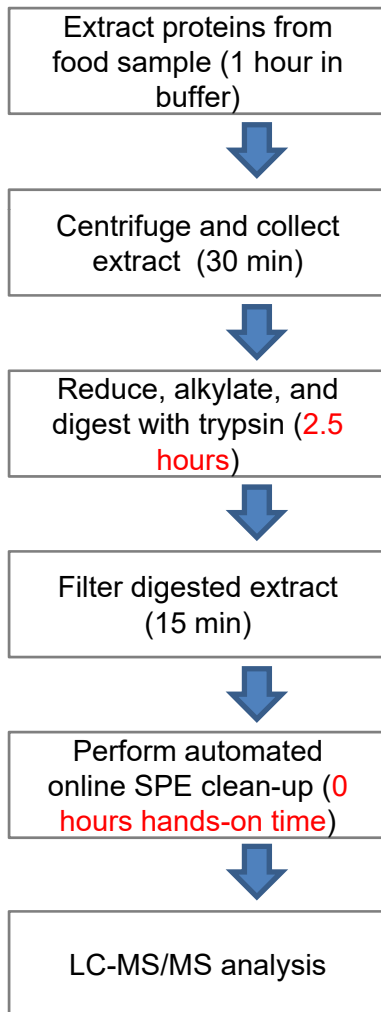 Extract proteins from
food sample (1 hour in
buffer)
Centrifuge and collect
extract  (30 min)
Reduce, alkylate, and
digest with trypsin (2.5
hours)
Filter digested extract
(15 min)
Perform automated
online SPE clean-up (0
hours hands-on time)
LC-MS/MS analysis